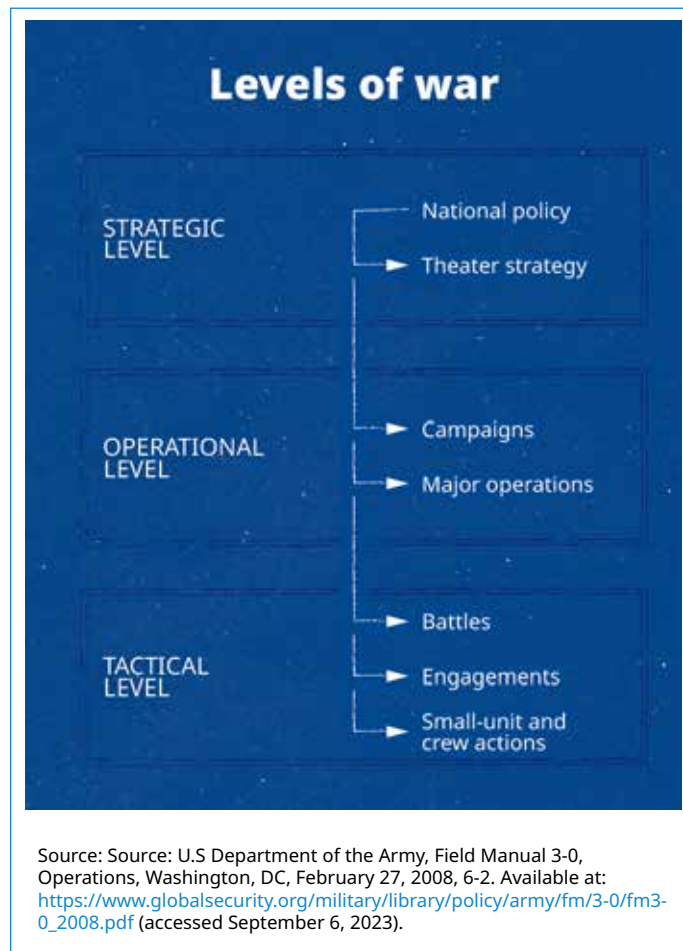 Levels of war
STRATEGIC
LEVEL
National policy
Theater strategy
OPERATIONAL
LEVEL
Campaigns
Major operations
TACTICAL
LEVEL
Battles
Engagements
Small-unit and
crew actions
Source: Source: U.S Department of the Army, Field Manual 3-0,
Operations, Washington, DC, February 27, 2008, 6-2. Available at:
https://www.globalsecurity.org/military/library/policy/army/fm/3-0/fm3-
0_2008.pdf (accessed September 6, 2023).